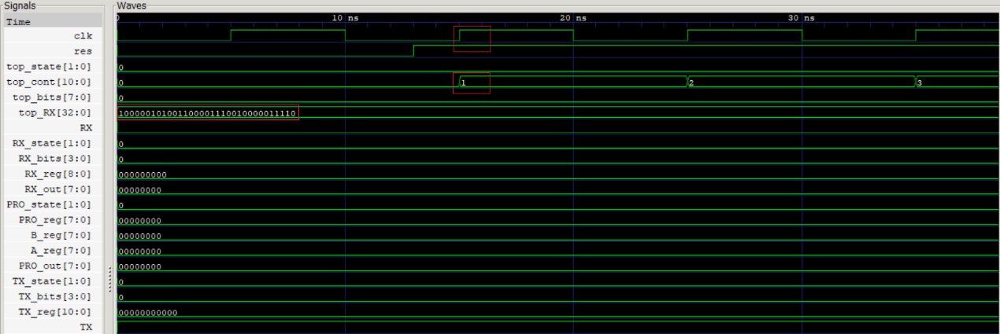 Signals Waves
Time 0 10 ns 20 ns 30 ns
clk
res
top_state[1:0] 0
top_cont[10:0] 0 1 2 3
top_bits[7:0] 0
top_RX[32:0] 100000101001100001110010000011110
RX
RX_state[1:0] 0
RX_bits[3:0] 0
RX_reg[8:0] 000000000
RX_out[7:0] 00000000
PRO_state[1:0] 0
PRO_reg[7:0] 00000000
B_reg[7:0] 00000000
A_reg[7:0] 00000000
PRO_out[7:0] 00000000
TX_state[1:0] 0
TX_bits[3:0] 0
TX_reg[10:0] 00000000000
TX